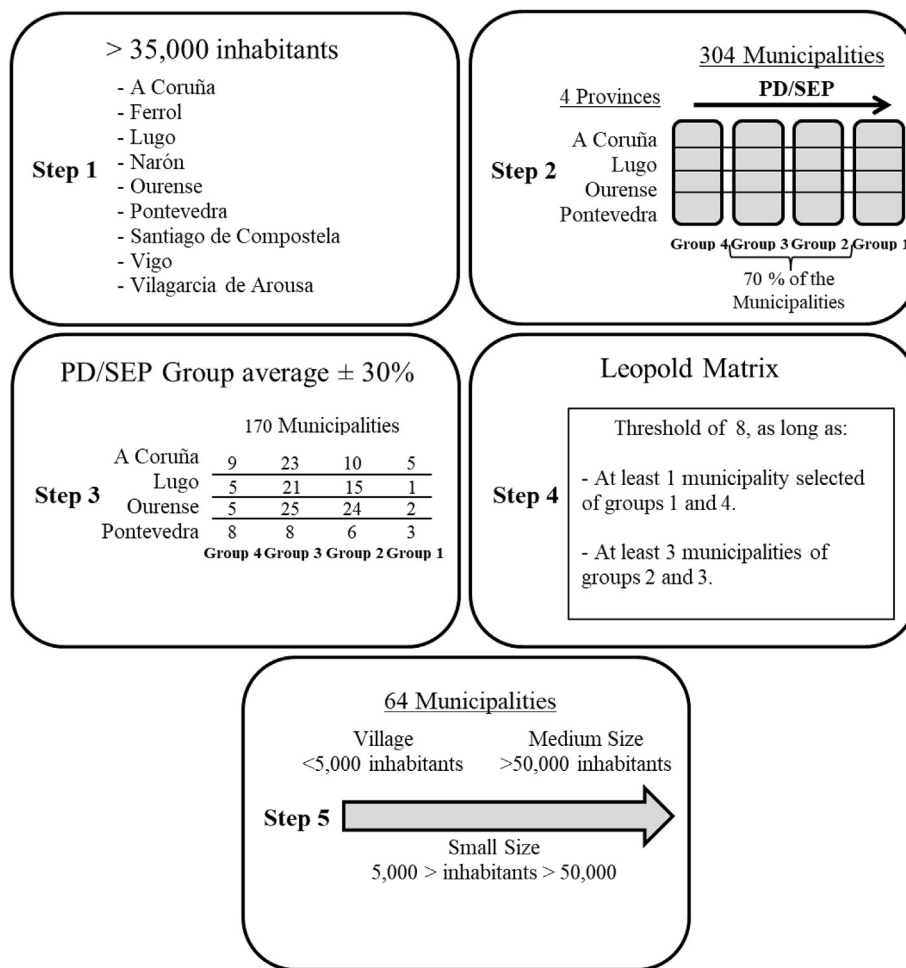 > 35,000 inhabitants
- A Coruña
- Ferrol
- Lugo
- Narón
- Ourense
- Pontevedra
- Santiago de Compostela
- Vigo
- Vilagarcia de Arousa
Step 1
304 Municipalities
PD/SEP
4 Provinces
A Coruña
Lugo
Ourense
Pontevedra
Step 2
Group 4 Group 3 Group 2 Group 1
70 % of the
Municipalities
PD/SEP Group average ± 30%
170 Municipalities
A Coruña 9 23 10 5
Lugo 5 21 15 1
Ourense 5 25 24 2
Pontevedra 8 8 6 3
Group 4 Group 3 Group 2 Group 1
Step 3
Leopold Matrix
Threshold of 8, as long as:
- At least 1 municipality selected
of groups 1 and 4.
- At least 3 municipalities of
groups 2 and 3.
Step 4
64 Municipalities
Village
<5,000 inhabitants
Medium Size
>50,000 inhabitants
Step 5
Small Size
5,000 > inhabitants > 50,000